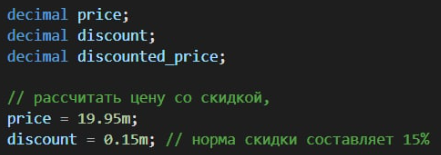 decimal price;
decimal discount;
decimal discounted_price;
// рассчитать цену со скидкой,
price = 19.95m;
discount = 0.15m; // норма скидки составляет 15%